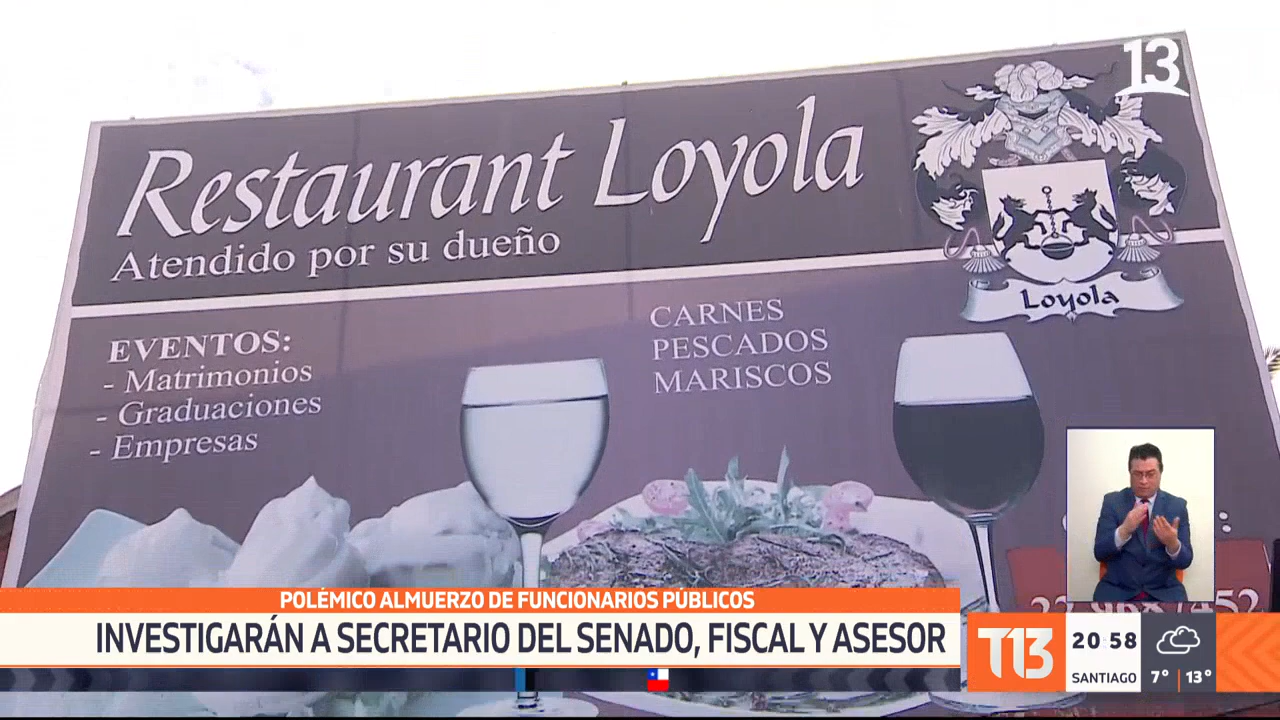 13
Restaurant Loyola
Atendido por su dueño
Loyola
EVENTOS:
- Matrimonios
- Graduaciones
- Empresas
CARNES
PESCADOS
MARISCOS
POLÉMICO ALMUERZO DE FUNCIONARIOS PÚBLICOS
INVESTIGARÁN A SECRETARIO DEL SENADO, FISCAL Y ASESOR
T13
20 58
SANTIAGO
7° 13°